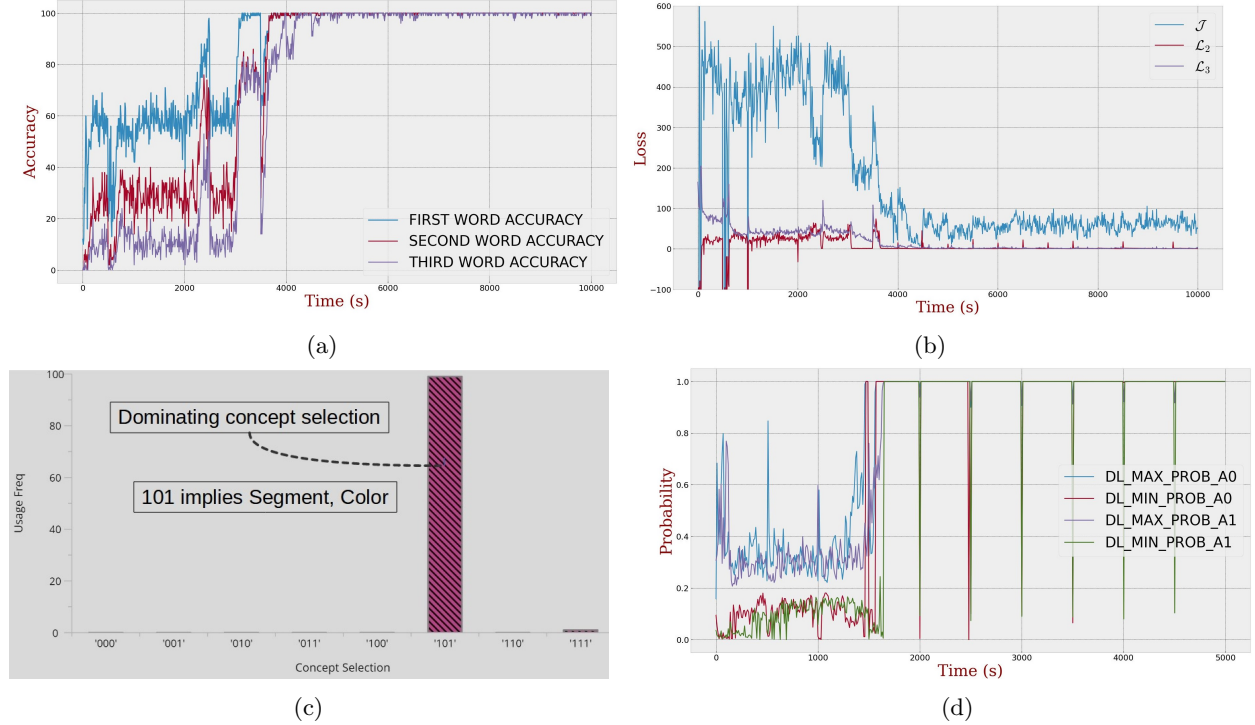 100
80
60
40
20
0
Accuracy
0
2000
4000
6000
8000
10000
Time (s)
FIRST WORD ACCURACY
SECOND WORD ACCURACY
THIRD WORD ACCURACY
(a)
600
500
400
300
200
100
0
−100
Loss
0
2000
4000
6000
8000
10000
Time (s)
𝒥
ℒ2
ℒ3
(b)
100
80
60
40
20
0
Usage Freq
Dominating concept selection
101 implies Segment, Color
'000'
'001'
'010'
'011'
'100'
'101'
'110'
'111'
Concept Selection
(c)
1.0
0.8
0.6
0.4
0.2
0.0
Probability
0
1000
2000
3000
4000
5000
Time (s)
DL_MAX_PROB_A0
DL_MIN_PROB_A0
DL_MAX_PROB_A1
DL_MIN_PROB_A1
(d)